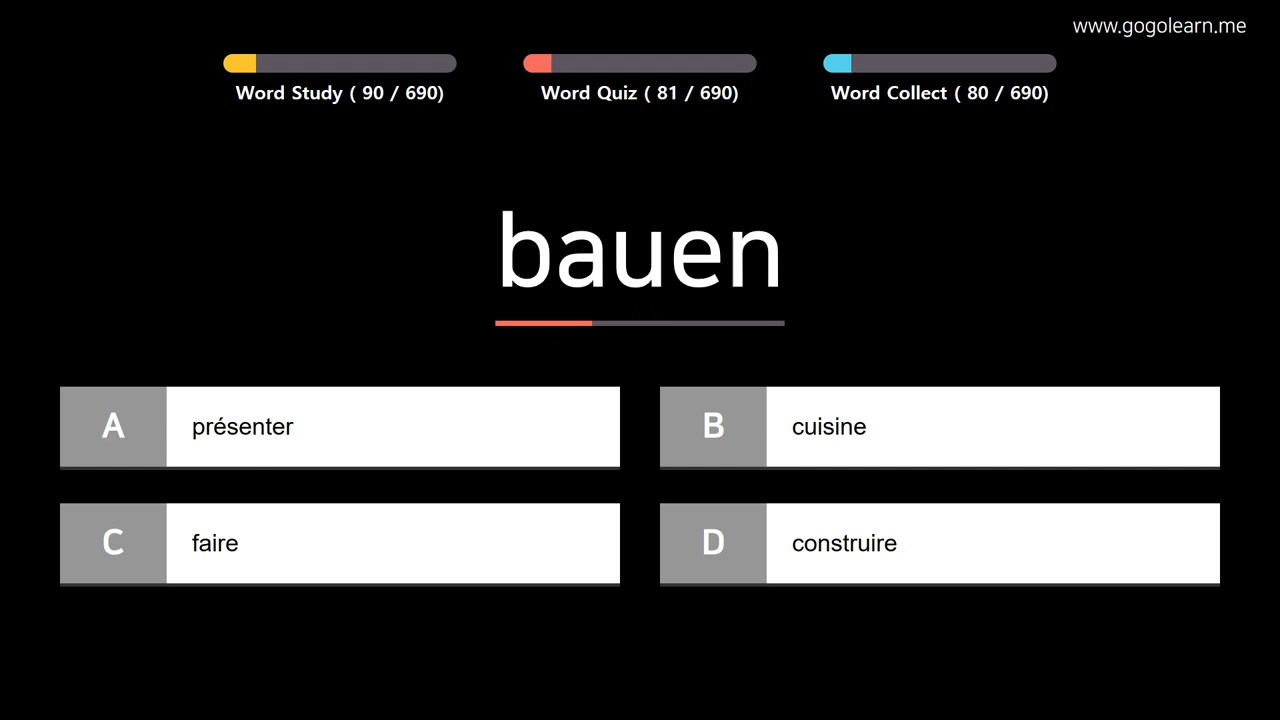 www.gogolearn.me
Word Study ( 90 / 690)
Word Quiz ( 81 / 690)
Word Collect ( 80 / 690)
bauen
A présenter
B cuisine
C faire
D construire